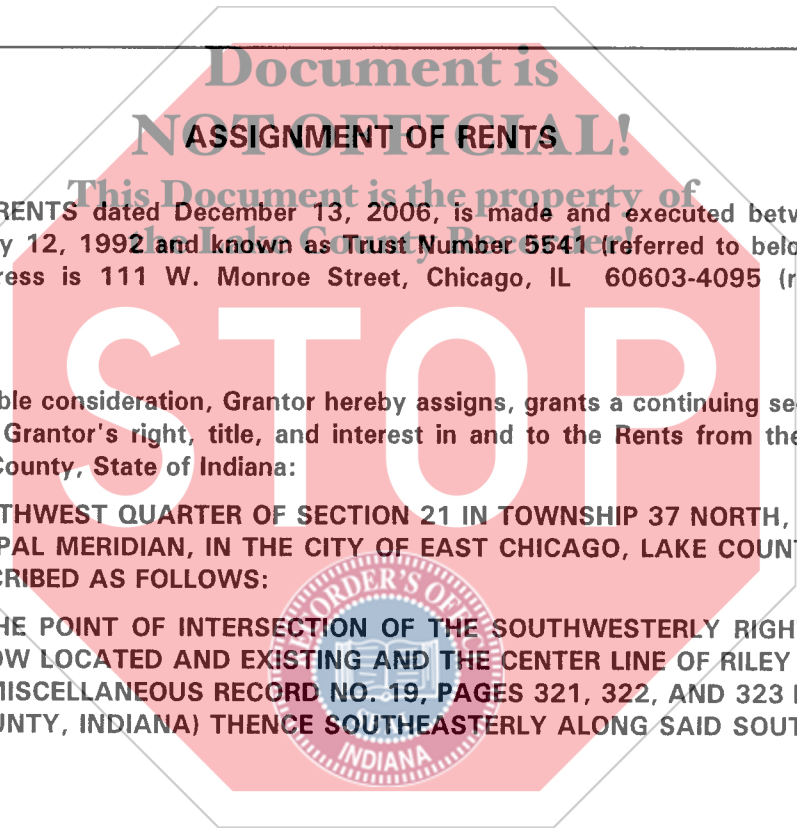 Document is
NOT OFFICIAL!
ASSIGNMENT OF RENTS
This Document is the property of
the Lake County Recorder!
RENTS dated December 13, 2006, is made and executed betw
y 12, 1992 and known as Trust Number 5541 (referred to belo
ress is 111 W. Monroe Street, Chicago, IL 60603-4095 (r
STOP
ble consideration, Grantor hereby assigns, grants a continuing se
Grantor's right, title, and interest in and to the Rents from the
County, State of Indiana:
THWEST QUARTER OF SECTION 21 IN TOWNSHIP 37 NORTH,
PAL MERIDIAN, IN THE CITY OF EAST CHICAGO, LAKE COUNT
CRIBED AS FOLLOWS:
HE POINT OF INTERSECTION OF THE SOUTHWESTERLY RIGH
OW LOCATED AND EXISTING AND THE CENTER LINE OF RILEY
MISCELLANEOUS RECORD NO. 19, PAGES 321, 322, AND 323
UNTY, INDIANA) THENCE SOUTHEASTERLY ALONG SAID SOUT
INDIANA